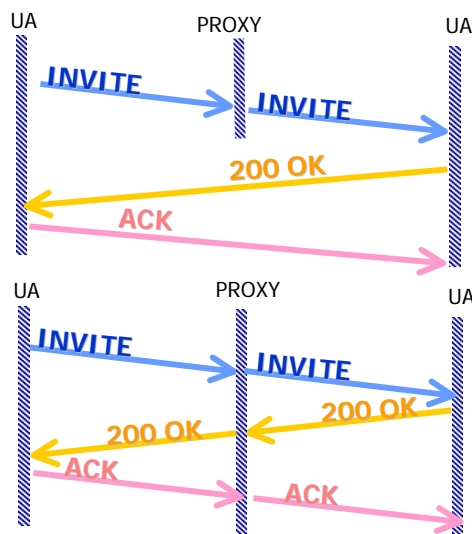 UA PROXY UA
INVITE INVITE
200 OK
ACK
UA PROXY UA
INVITE INVITE
200 OK 200 OK
ACK ACK